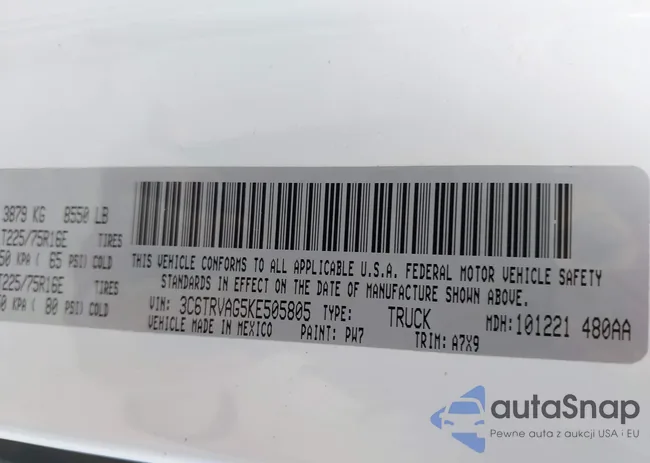 3879 KG 8550 LB
T225/75R16E TIRES
50 KPA ( 65 PSI) COLD
T225/75R16E TIRES
50 KPA ( 80 PSI) COLD
THIS VEHICLE CONFORMS TO ALL APPLICABLE U.S.A. FEDERAL MOTOR VEHICLE SAFETY
STANDARDS IN EFFECT ON THE DATE OF MANUFACTURE SHOWN ABOVE.
VIN: 3C6TRVAG5KE505805 TYPE: TRUCK MDH: 101221 480AA
VEHICLE MADE IN MEXICO PAINT: PW7 TRIM: A7X9
autaSnap
Pewne auta z aukcji USA i EU